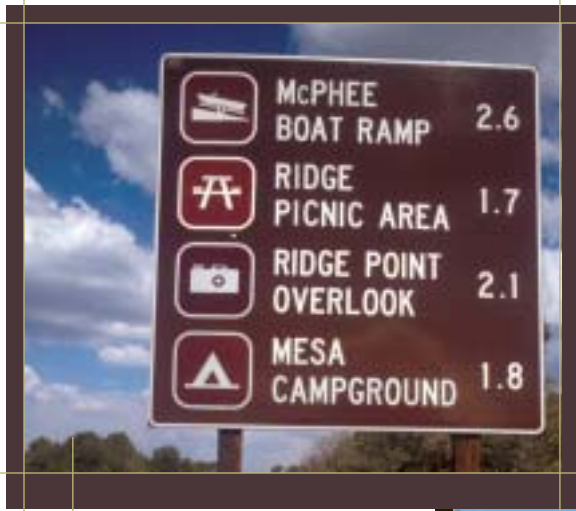 McPHEE
BOAT RAMP 2.6
RIDGE
PICNIC AREA 1.7
RIDGE POINT
OVERLOOK 2.1
MESA
CAMPGROUND 1.8